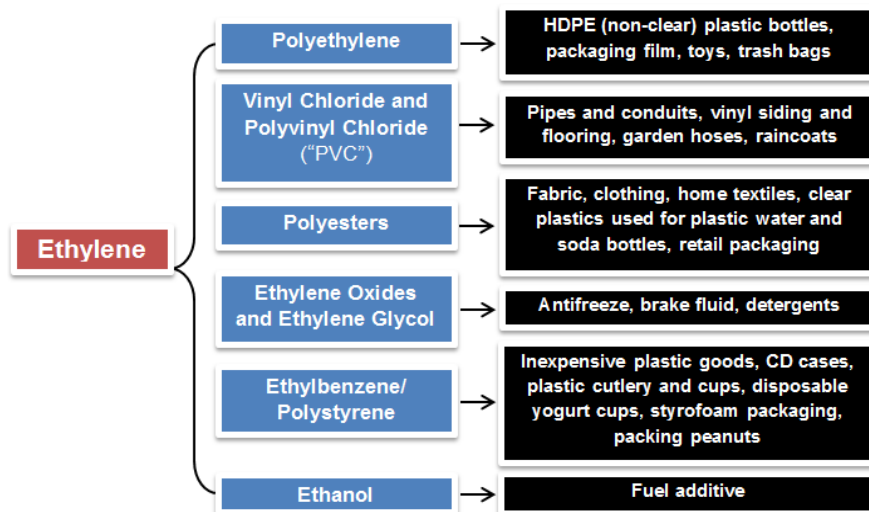 Ethylene
Polyethylene
HDPE (non-clear) plastic bottles,
packaging film, toys, trash bags
Vinyl Chloride and
Polyvinyl Chloride
("PVC")
Pipes and conduits, vinyl siding and
flooring, garden hoses, raincoats
Polyesters
Fabric, clothing, home textiles, clear
plastics used for plastic water and
soda bottles, retail packaging
Ethylene Oxides
and Ethylene Glycol
Antifreeze, brake fluid, detergents
Ethylbenzene/
Polystyrene
Inexpensive plastic goods, CD cases,
plastic cutlery and cups, disposable
yogurt cups, styrofoam packaging,
packing peanuts
Ethanol
Fuel additive